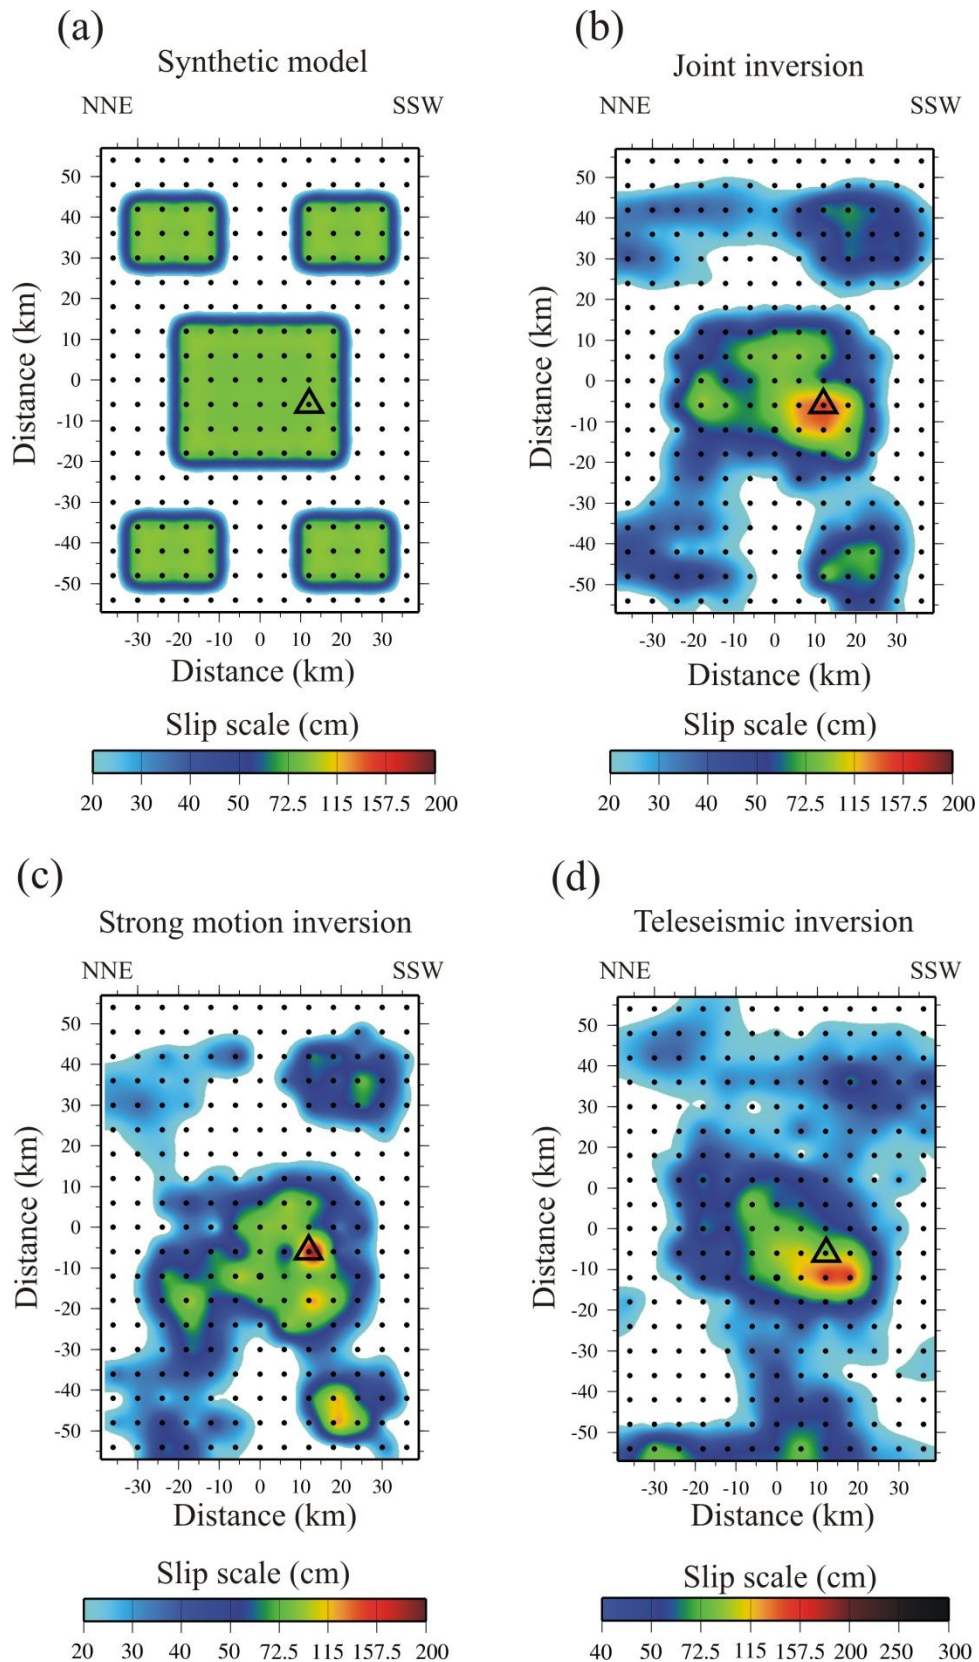 (a)
Synthetic model
NNE SSW
50
40
30
20
10
0
-10
-20
-30
-40
-50
Distance (km)
-30 -20 -10 0 10 20 30
Distance (km)
Slip scale (cm)
20 30 40 50 72.5 115 157.5 200
(b)
Joint inversion
NNE SSW
50
40
30
20
10
0
-10
-20
-30
-40
-50
Distance (km)
-30 -20 -10 0 10 20 30
Distance (km)
Slip scale (cm)
20 30 40 50 72.5 115 157.5 200
(c)
Strong motion inversion
NNE SSW
50
40
30
20
10
0
-10
-20
-30
-40
-50
Distance (km)
-30 -20 -10 0 10 20 30
Distance (km)
Slip scale (cm)
20 30 40 50 72.5 115 157.5 200
(d)
Teleseismic inversion
NNE SSW
50
40
30
20
0
0
-10
-20
-30
-40
-50
Distance (km)
-30 -20 -10 0 10 20 30
Distance (km)
Slip scale (cm)
40 50 72.5 115 157.5 200 250 300